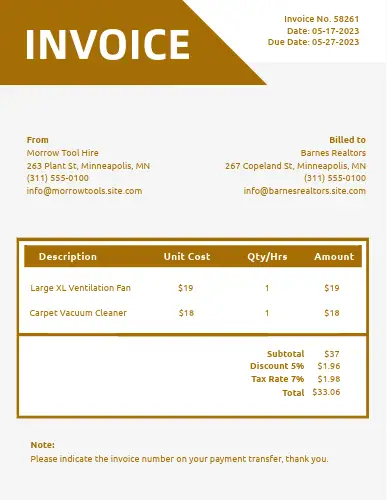 INVOICE
Invoice No. 58261
Date: 05-17-2023
Due Date: 05-27-2023
From
Morrow Tool Hire
263 Plant St, Minneapolis, MN
(311) 555-0100
info@morrowtools.site.com
Billed to
Barnes Realtors
267 Copeland St, Minneapolis, MN
(311) 555-0100
info@barnesrealtors.site.com
Description Unit Cost Qty/Hrs Amount
Large XL Ventilation Fan $19 1 $19
Carpet Vacuum Cleaner $18 1 $18
Subtotal $37
Discount 5% $1.96
Tax Rate 7% $1.98
Total $33.06
Note:
Please indicate the invoice number on your payment transfer, thank you.